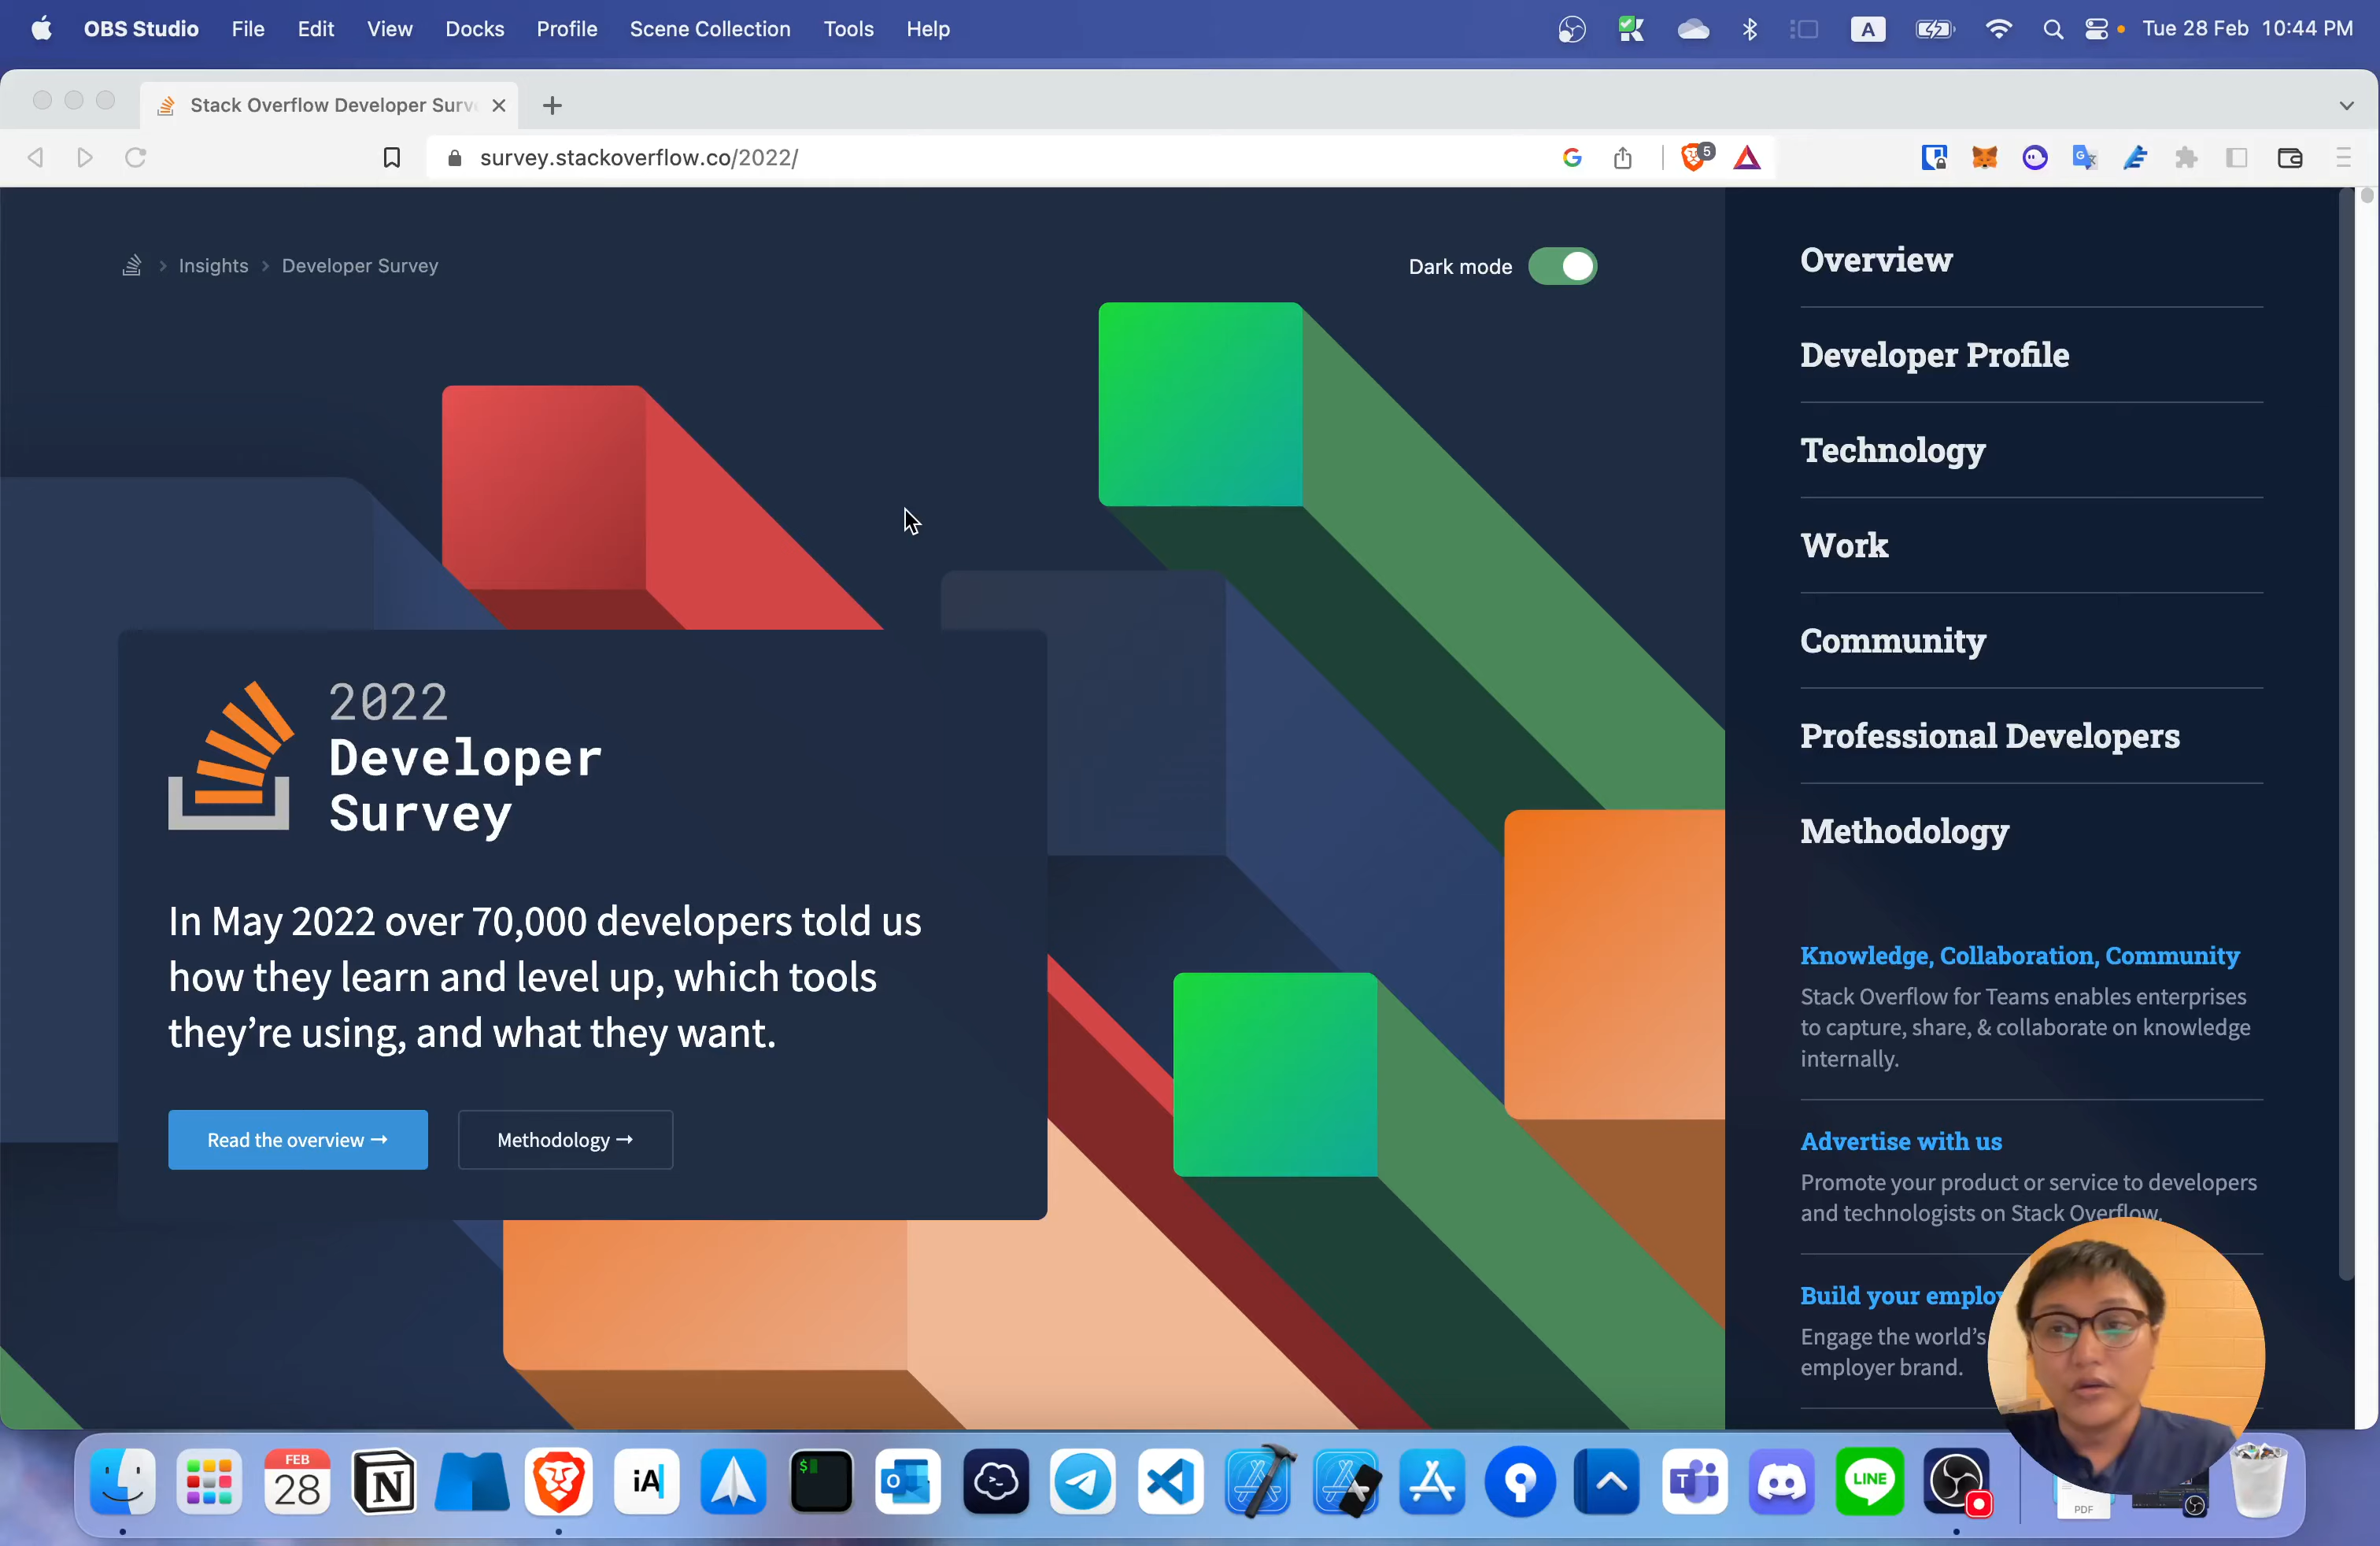 OBS Studio File Edit View Docks Profile Scene Collection Tools Help A Tue 28 Feb 10:44 PM
Stack Overflow Developer Surve
survey.stackoverflow.co/2022/ G 5
Insights Developer Survey
Dark mode
2022
Developer
Survey
In May 2022 over 70,000 developers told us
how they learn and level up, which tools
they’re using, and what they want.
Read the overview → Methodology →
Overview
Developer Profile
Technology
Work
Community
Professional Developers
Methodology
Knowledge, Collaboration, Community
Stack Overflow for Teams enables enterprises
to capture, share, & collaborate on knowledge
internally.
Advertise with us
Promote your product or service to developers
and technologists on Stack Overflow.
Build your emplo
Engage the world’s
employer brand.
FEB
28
N
iA
$
O
T
LINE
PDF